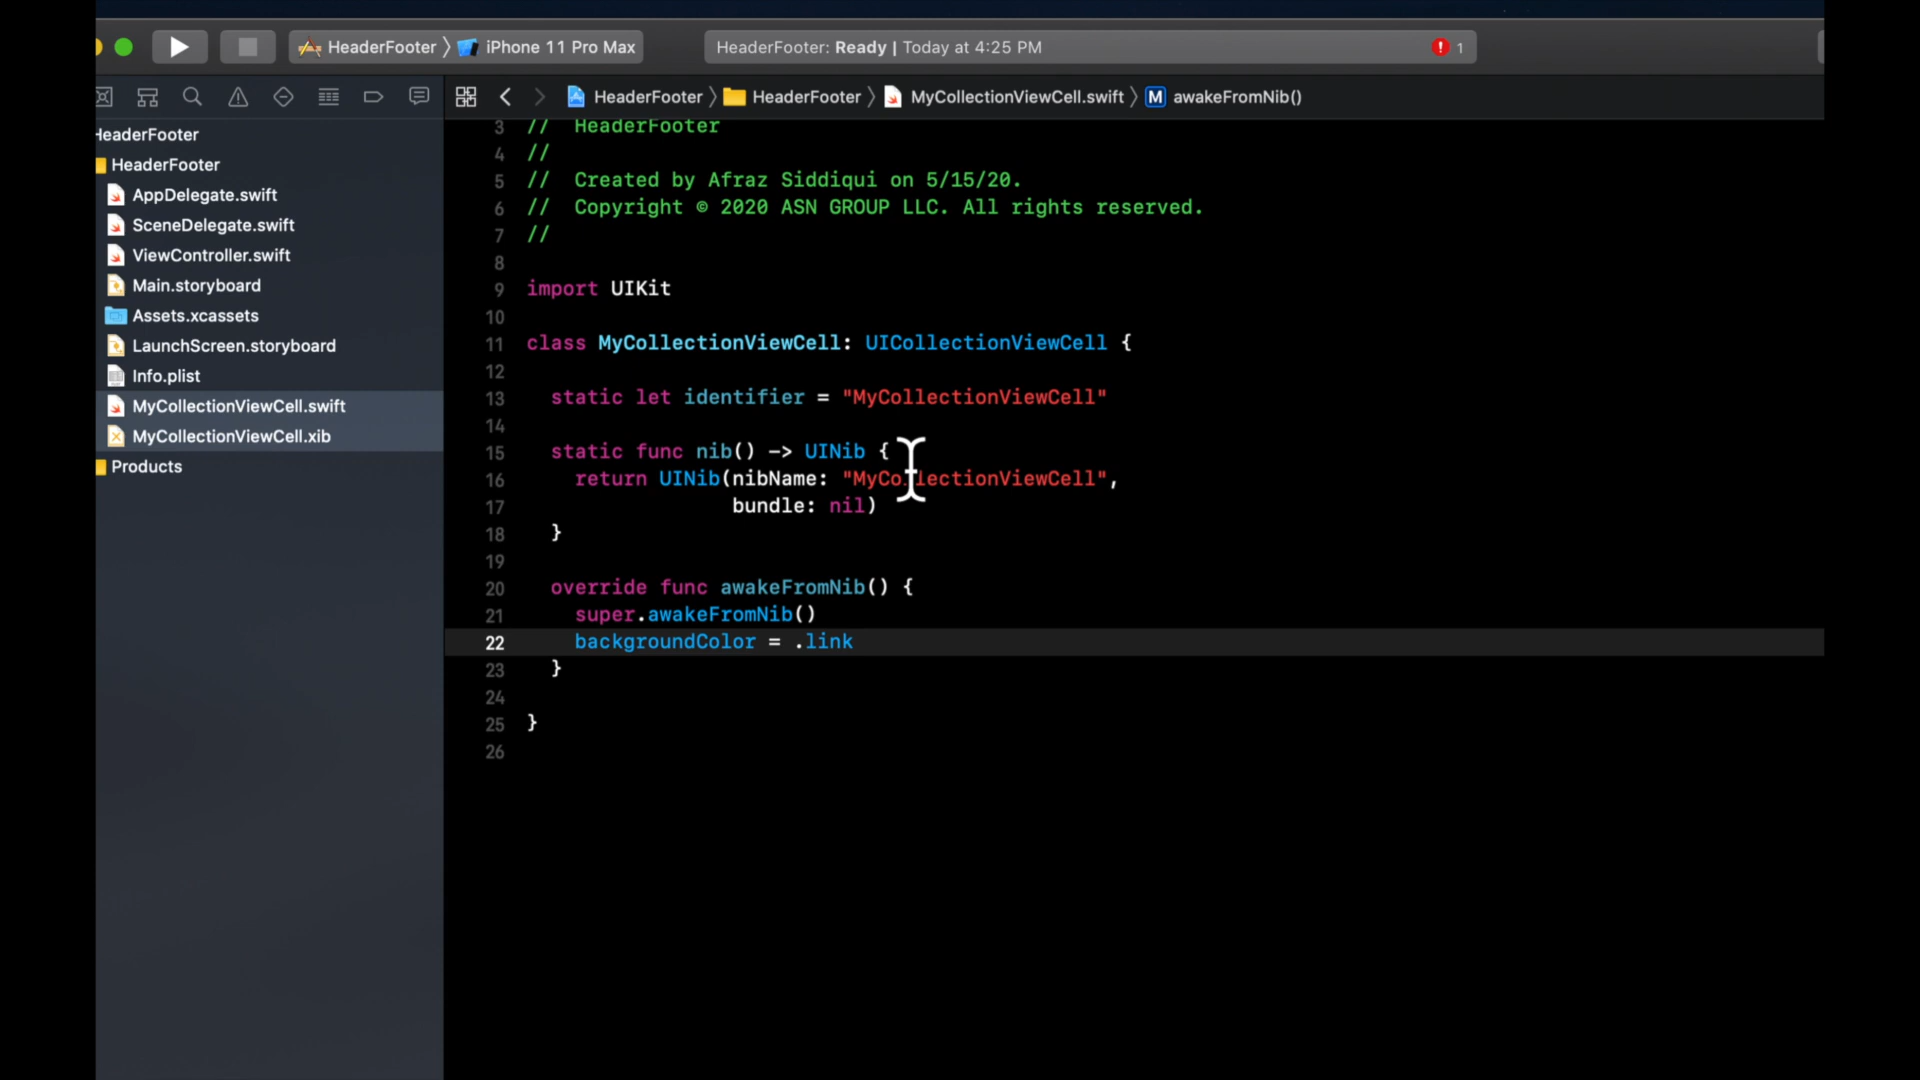 HeaderFooter 〉 iPhone 11 Pro Max
HeaderFooter: Ready | Today at 4:25 PM
1
HeaderFooter 〉 HeaderFooter 〉 MyCollectionViewCell.swift 〉 M awakeFromNib()
HeaderFooter
HeaderFooter
AppDelegate.swift
SceneDelegate.swift
ViewController.swift
Main.storyboard
Assets.xcassets
LaunchScreen.storyboard
Info.plist
MyCollectionViewCell.swift
MyCollectionViewCell.xib
Products
3 //  HeaderFooter
4 //
5 //  Created by Afraz Siddiqui on 5/15/20.
6 //  Copyright © 2020 ASN GROUP LLC. All rights reserved.
7 //
8
9 import UIKit
10
11 class MyCollectionViewCell: UICollectionViewCell {
12
13   static let identifier = "MyCollectionViewCell"
14
15   static func nib() -> UINib {
16     return UINib(nibName: "MyCollectionViewCell",
17                  bundle: nil)
18   }
19
20   override func awakeFromNib() {
21     super.awakeFromNib()
22     backgroundColor = .link
23   }
24
25 }
26